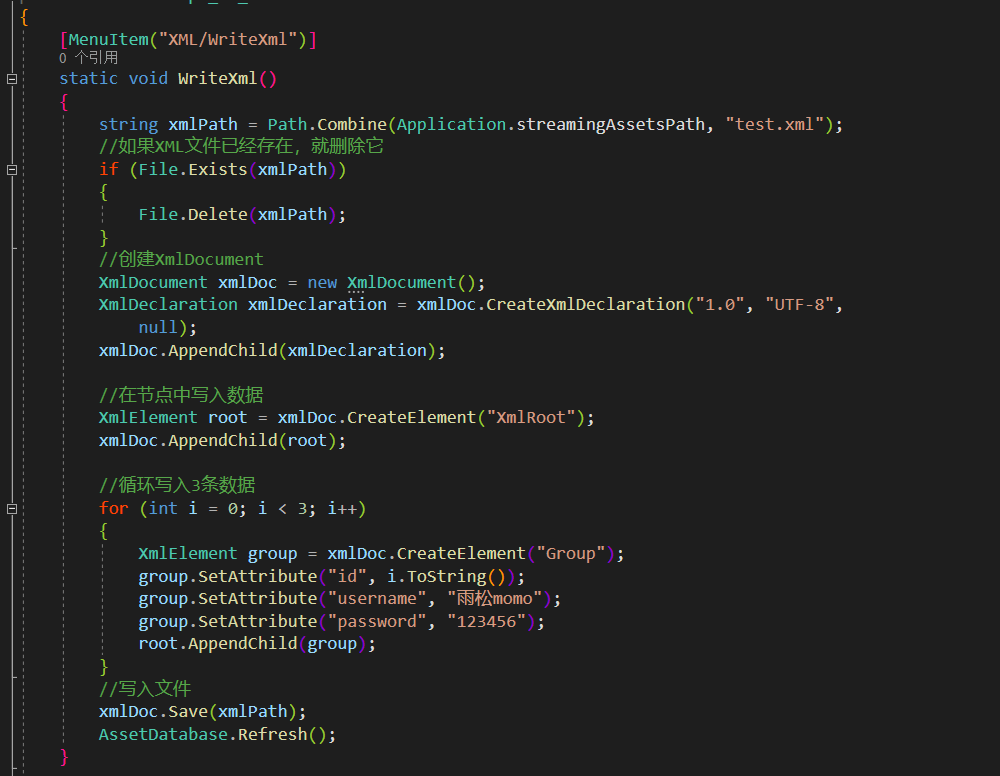 {
[MenuItem("XML/WriteXml")]
0 个引用
static void WriteXml()
{
string xmlPath = Path.Combine(Application.streamingAssetsPath, "test.xml");
//如果XML文件已经存在，就删除它
if (File.Exists(xmlPath))
{
File.Delete(xmlPath);
}
//创建XmlDocument
XmlDocument xmlDoc = new XmlDocument();
XmlDeclaration xmlDeclaration = xmlDoc.CreateXmlDeclaration("1.0", "UTF-8",
null);
xmlDoc.AppendChild(xmlDeclaration);
//在节点中写入数据
XmlElement root = xmlDoc.CreateElement("XmlRoot");
xmlDoc.AppendChild(root);
//循环写入3条数据
for (int i = 0; i < 3; i++)
{
XmlElement group = xmlDoc.CreateElement("Group");
group.SetAttribute("id", i.ToString());
group.SetAttribute("username", "雨松momo");
group.SetAttribute("password", "123456");
root.AppendChild(group);
}
//写入文件
xmlDoc.Save(xmlPath);
AssetDatabase.Refresh();
}